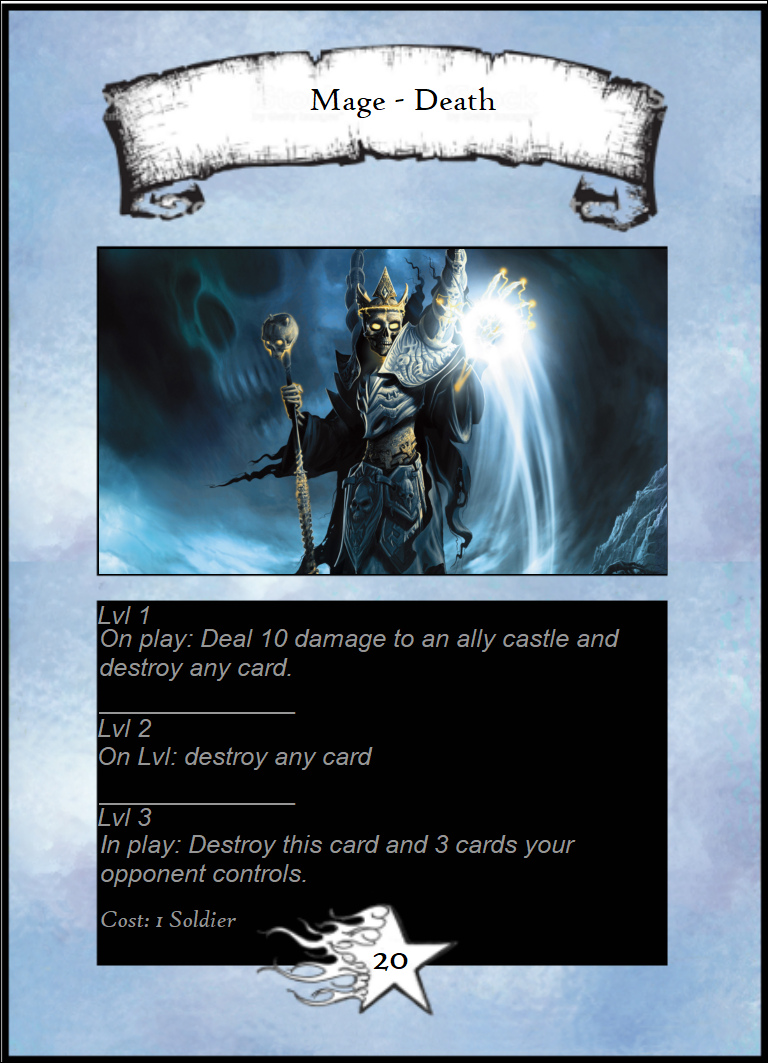 Mage - Death
Lvl 1
On play: Deal 10 damage to an ally castle and
destroy any card.
Lvl 2
On Lvl: destroy any card
Lvl 3
In play: Destroy this card and 3 cards your
opponent controls.
Cost: 1 Soldier
20